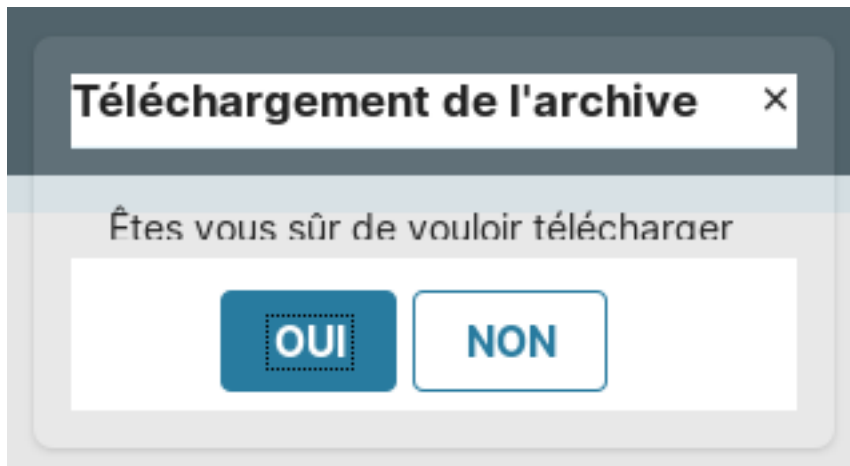 Téléchargement de l'archive ×
Êtes vous sûr de vouloir télécharger
OUI NON